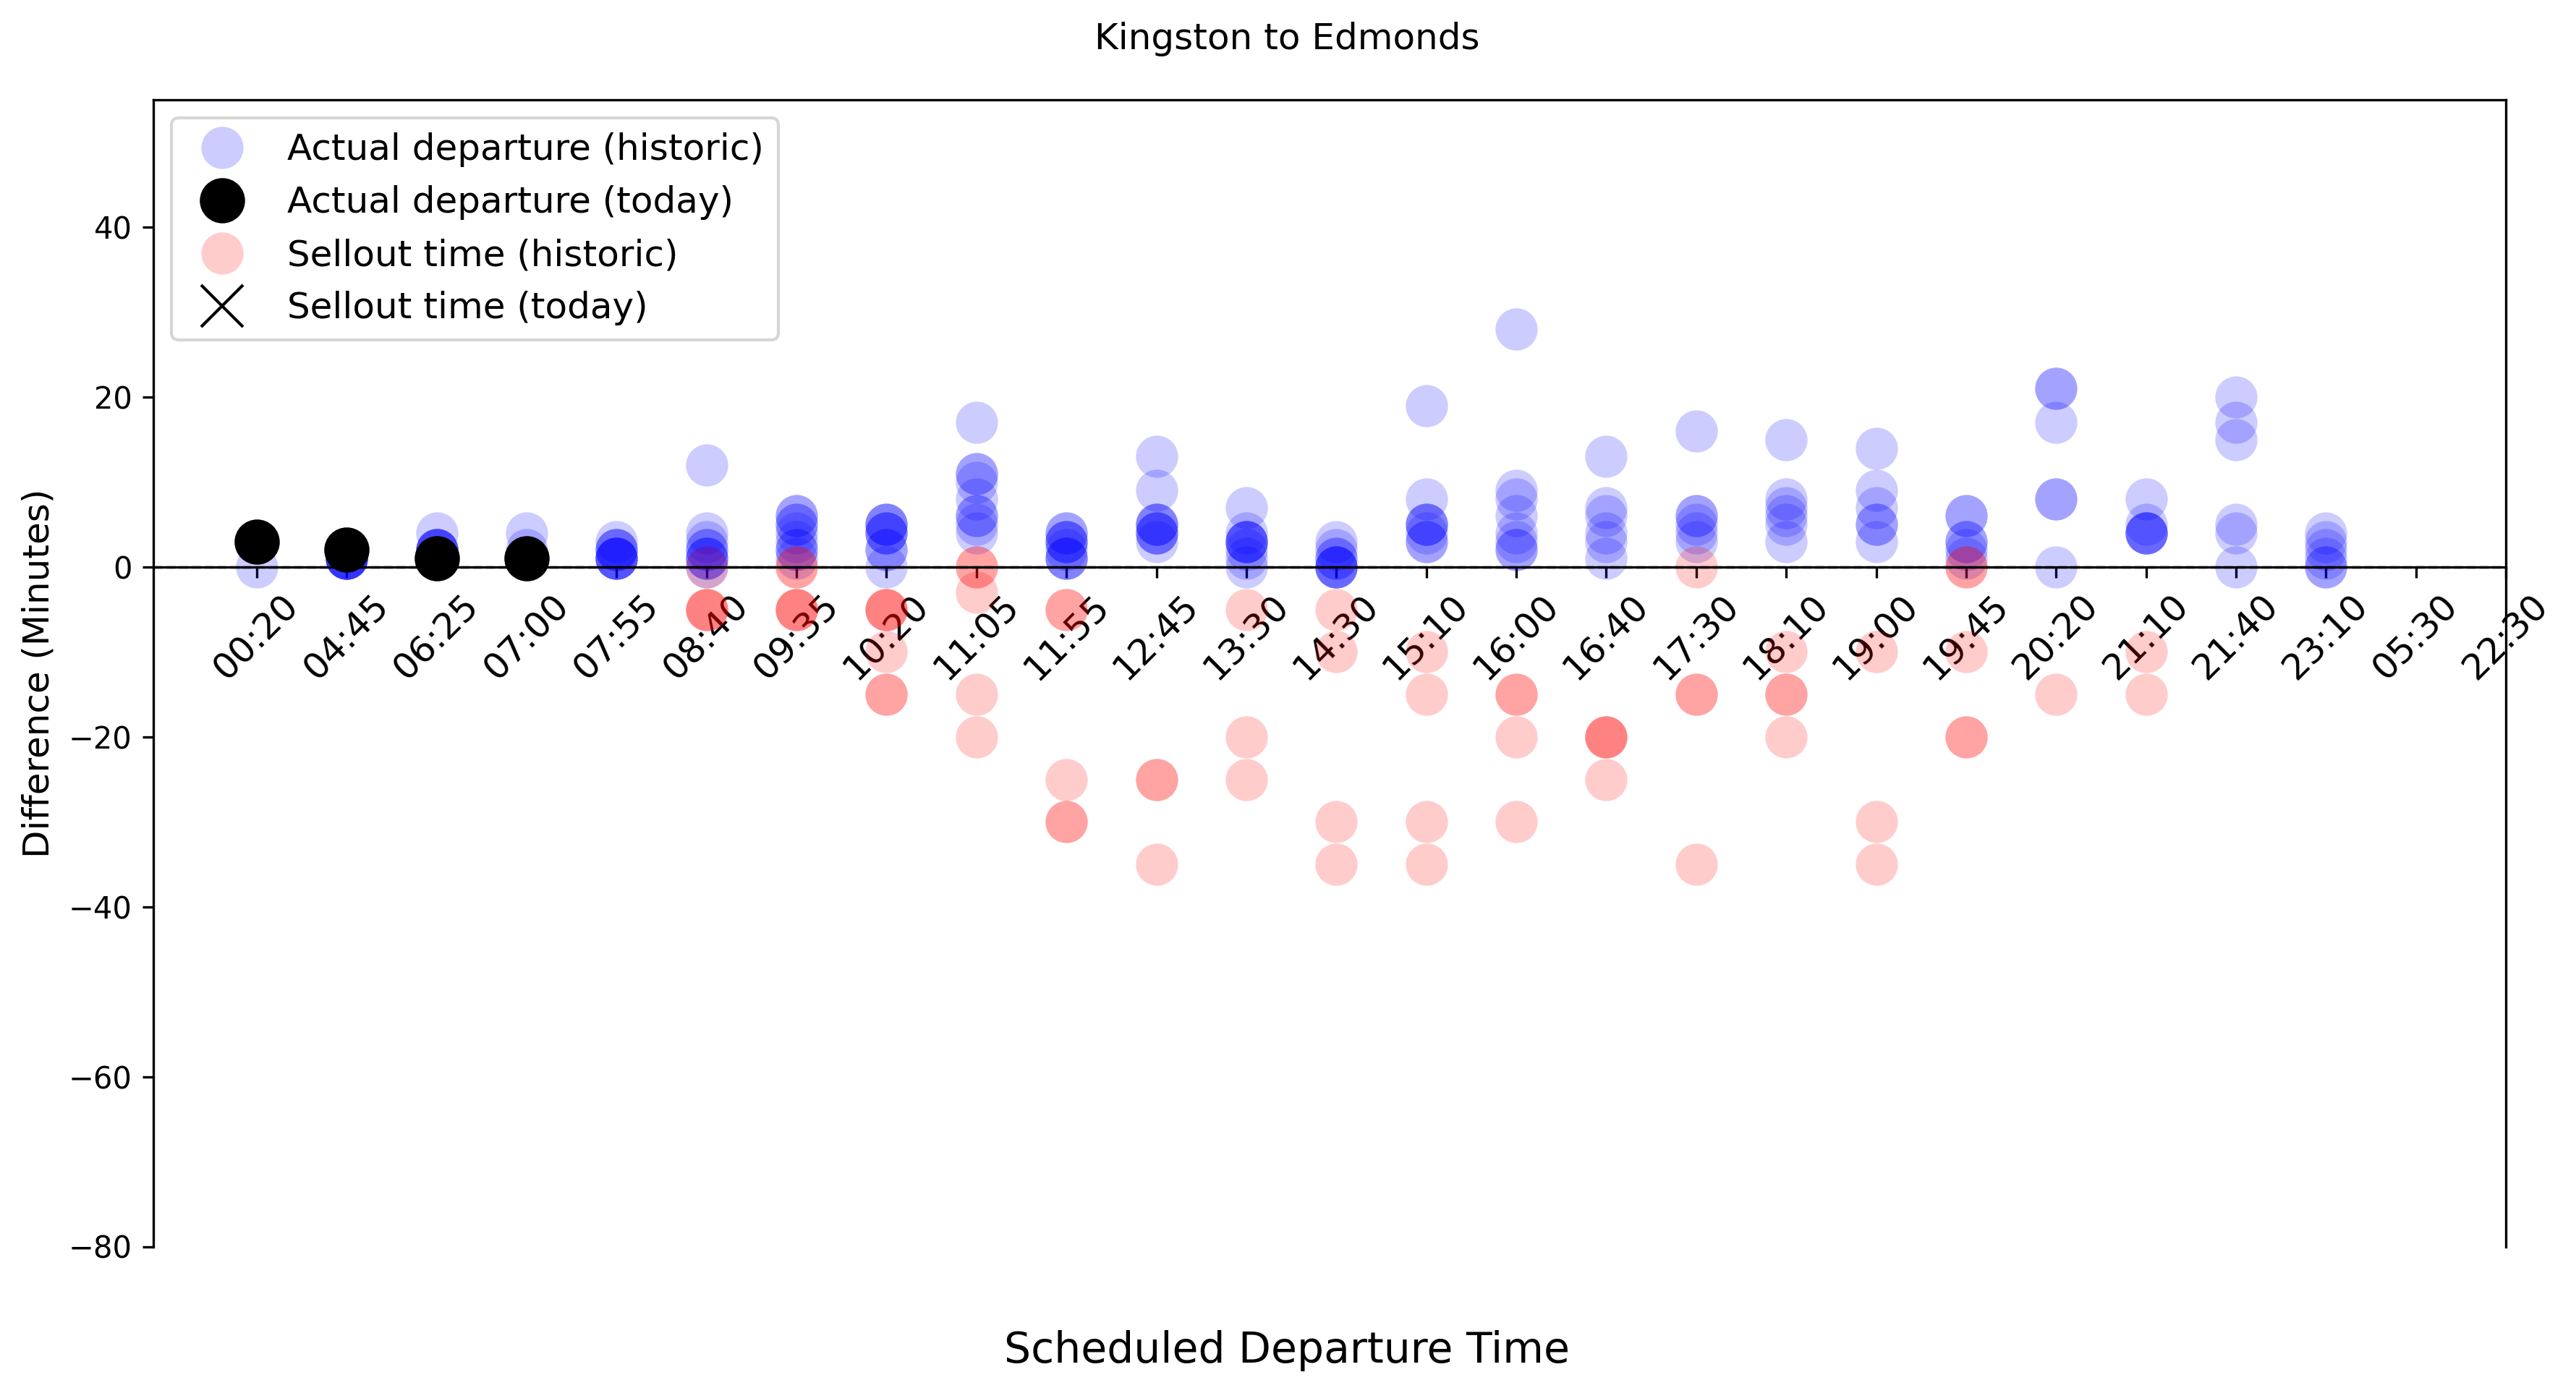 Kingston to Edmonds
Actual departure (historic)
Actual departure (today)
Sellout time (historic)
Sellout time (today)
Difference (Minutes)
40
20
0
−20
−40
−60
−80
00:20 04:45 06:25 07:00 07:55 08:40 09:35 10:20 11:05 11:55 12:45 13:30 14:30 15:10 16:00 16:40 17:30 18:10 19:00 19:45 20:20 21:10 21:40 23:10 05:30 22:30
Scheduled Departure Time